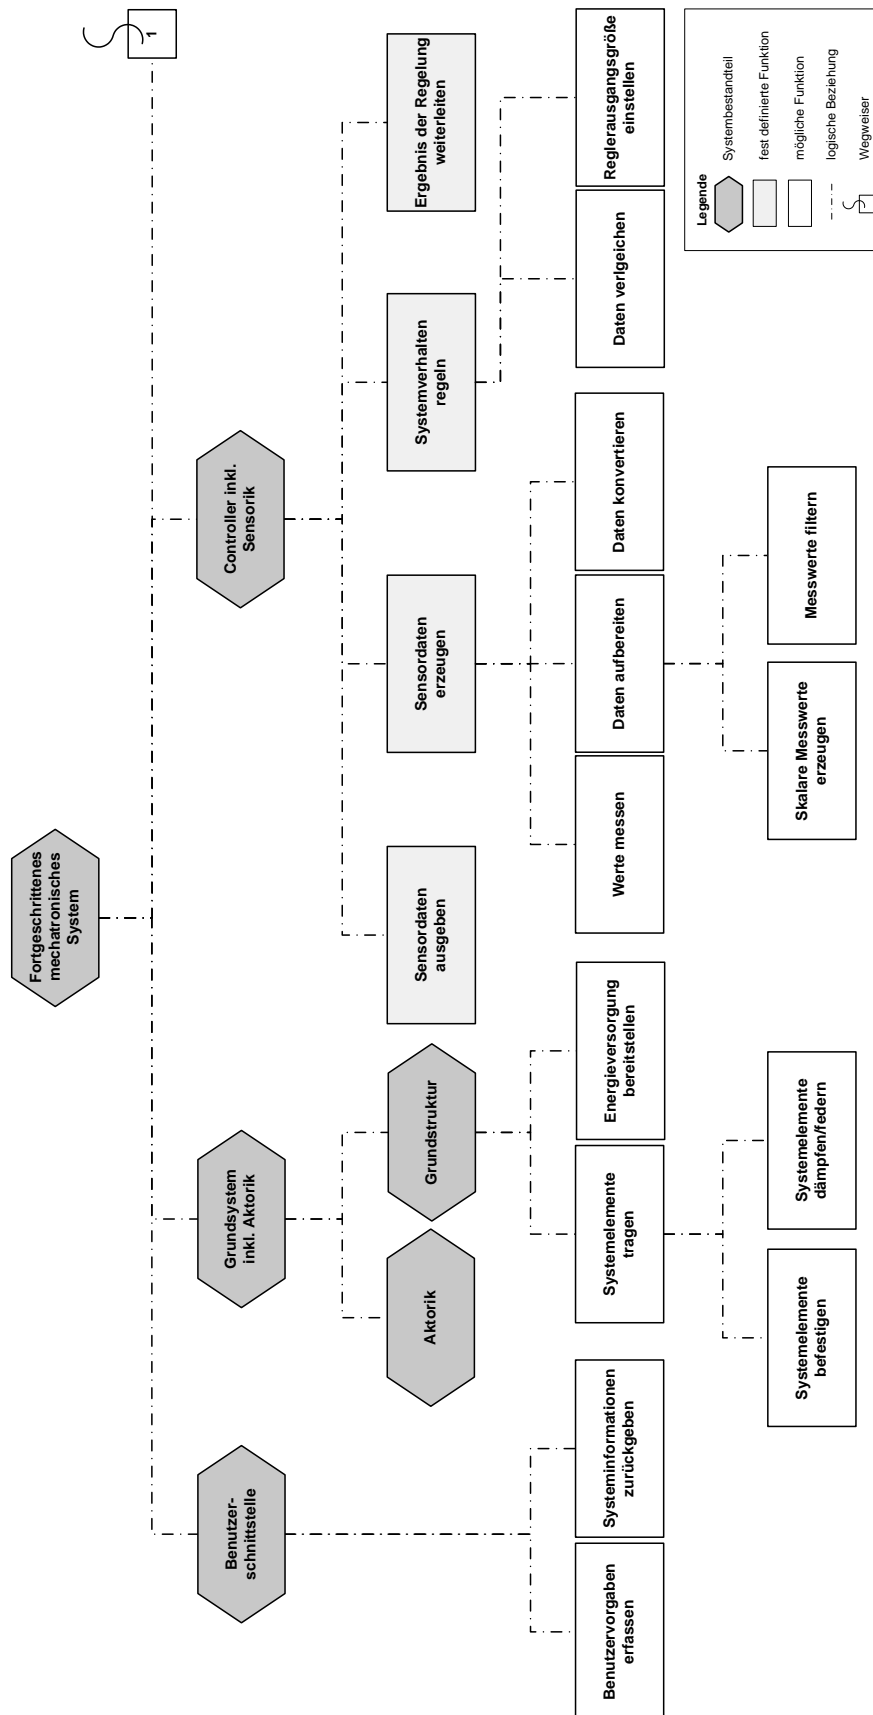 Fortgeschrittenes
mechatronisches
System
1
Benutzer-
schnittstelle
Grundsystem
inkl. Aktorik
Controller inkl.
Sensorik
Aktorik
Grundstruktur
Sensordaten
ausgeben
Sensordaten
erzeugen
Systemverhalten
regeln
Ergebnis der Regelung
weiterleiten
Benutzervorgaben
erfassen
Systeminformationen
zurückgeben
Systemelemente
tragen
Energieversorgung
bereitstellen
Werte messen
Daten aufbereiten
Daten konvertieren
Daten verlgeichen
Reglerausgangsgröße
einstellen
Systemelemente
befestigen
Systemelemente
dämpfen/federn
Skalare Messwerte
erzeugen
Messwerte filtern
Legende
Systembestandteil
fest definierte Funktion
mögliche Funktion
logische Beziehung
Wegweiser